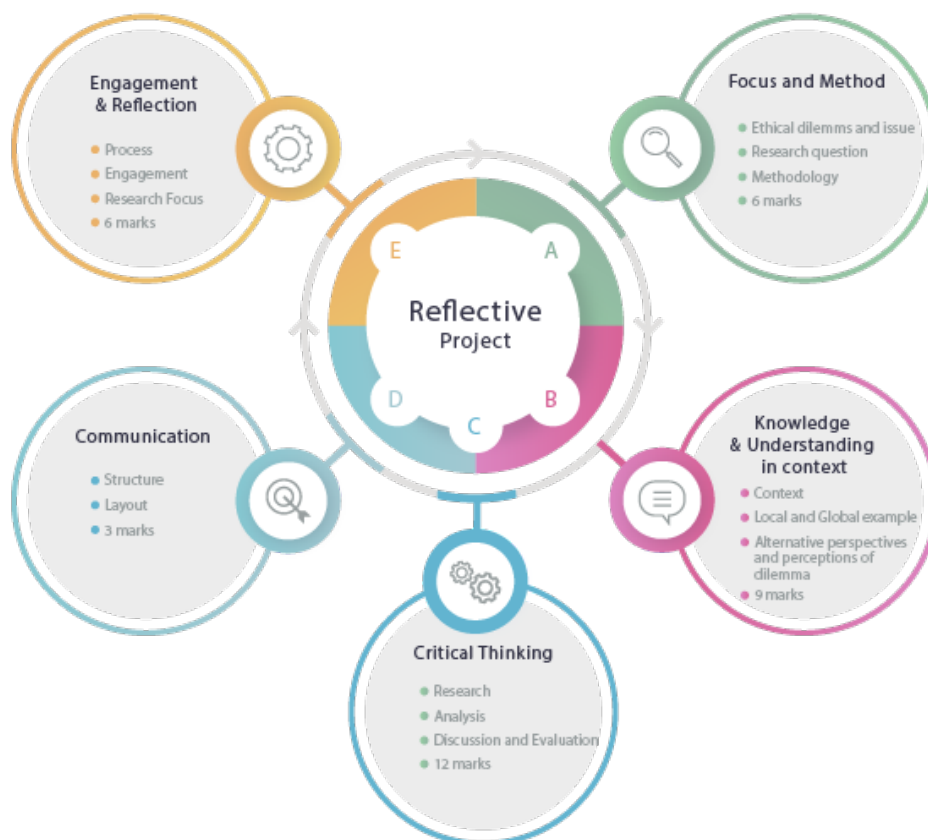 Engagement
& Reflection
Process
Engagement
Research Focus
6 marks
Focus and Method
Ethical dilemms and issue
Research question
Methodology
6 marks
E
A
Reflective
Project
D
B
C
Communication
Structure
Layout
3 marks
Knowledge
& Understanding
in context
Context
Local and Global example
Alternative perspectives
and perceptions of
dilemma
9 marks
Critical Thinking
Research
Analysis
Discussion and Evaluation
12 marks